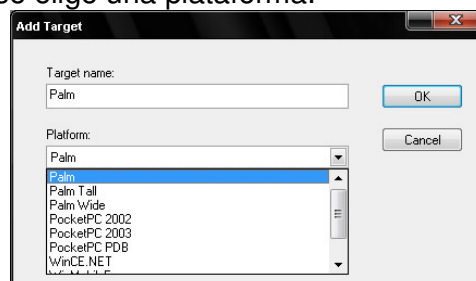 se elige una plataforma.
Add Target
Target name:
Palm
OK
Platform:
Cancel
Palm
Palm
Palm Tall
Palm Wide
PocketPC 2002
PocketPC 2003
PocketPC PDB
WinCE.NET